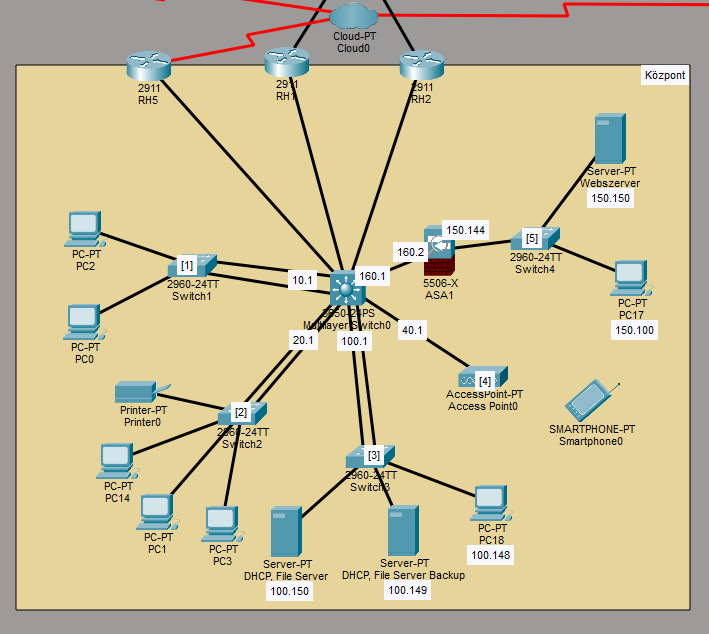 Cloud-PT
Cloud0
2911
RH5
2911
RH1
2911
RH2
Központ
Server-PT
Webszerver
150.150
PC-PT
PC2
[1]
2960-24TT
Switch1
PC-PT
PC0
10.1
160.1
3650-24PS
Multilayer Switch0
160.2
150.144
5506-X
ASA1
[5]
2960-24TT
Switch4
PC-PT
PC17
150.100
20.1
100.1
40.1
[4]
AccessPoint-PT
Access Point0
SMARTPHONE-PT
Smartphone0
Printer-PT
Printer0
[2]
2960-24TT
Switch2
PC-PT
PC14
PC-PT
PC1
PC-PT
PC3
[3]
2960-24TT
Switch3
Server-PT
DHCP, File Server
100.150
Server-PT
DHCP, File Server Backup
100.149
PC-PT
PC18
100.148